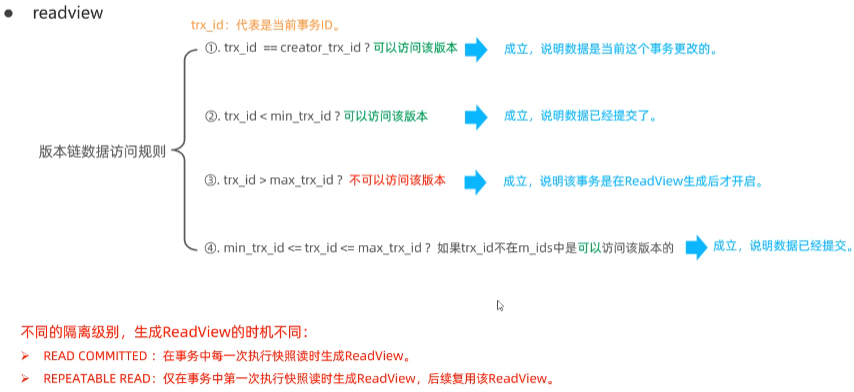 ● readview
trx_id：代表是当前事务ID。
①. trx_id == creator_trx_id ? 可以访问该版本 成立，说明数据是当前这个事务更改的。
②. trx_id < min_trx_id ? 可以访问该版本 成立，说明数据已经提交了。
版本链数据访问规则
③. trx_id > max_trx_id ? 不可以访问该版本 成立，说明该事务是在ReadView生成后才开启。
④. min_trx_id <= trx_id <= max_trx_id ? 如果trx_id不在m_ids中是可以访问该版本的 成立，说明数据已经提交。
不同的隔离级别，生成ReadView的时机不同：
➢ READ COMMITTED ：在事务中每一次执行快照读时生成ReadView。
➢ REPEATABLE READ：仅在事务中第一次执行快照读时生成ReadView，后续复用该ReadView。